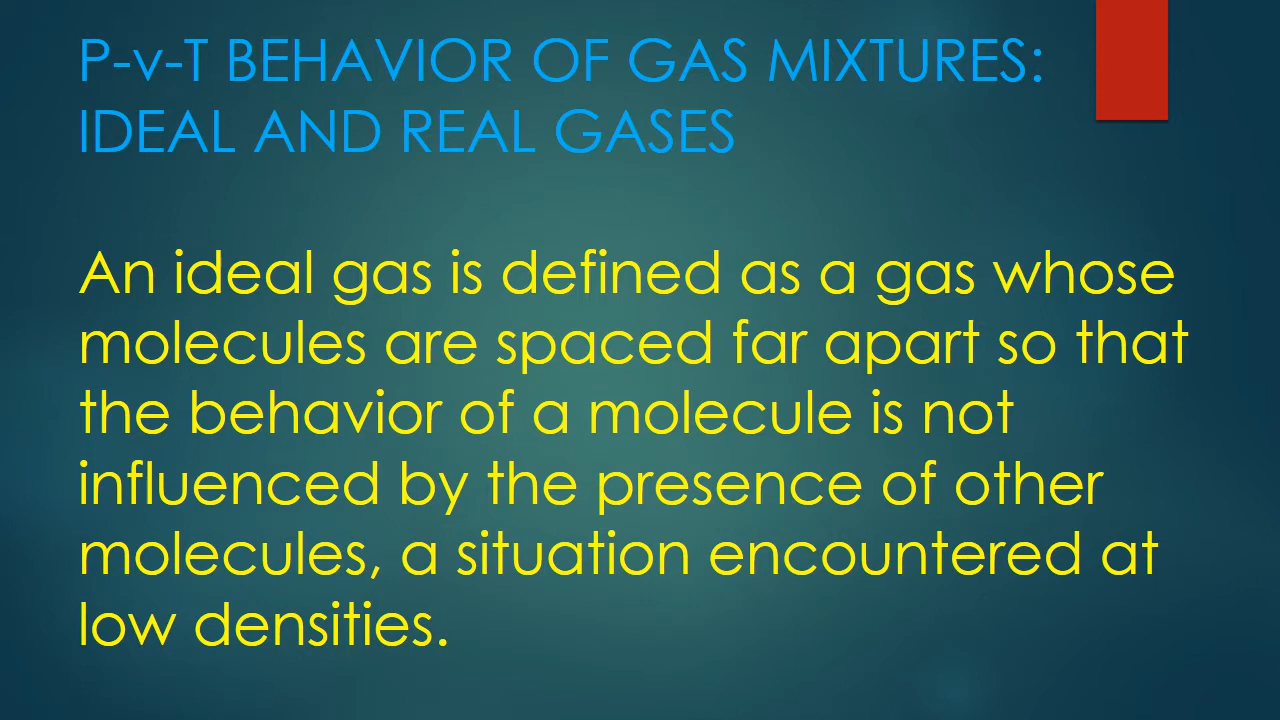 P-v-T BEHAVIOR OF GAS MIXTURES:
IDEAL AND REAL GASES
An ideal gas is defined as a gas whose
molecules are spaced far apart so that
the behavior of a molecule is not
influenced by the presence of other
molecules, a situation encountered at
low densities.